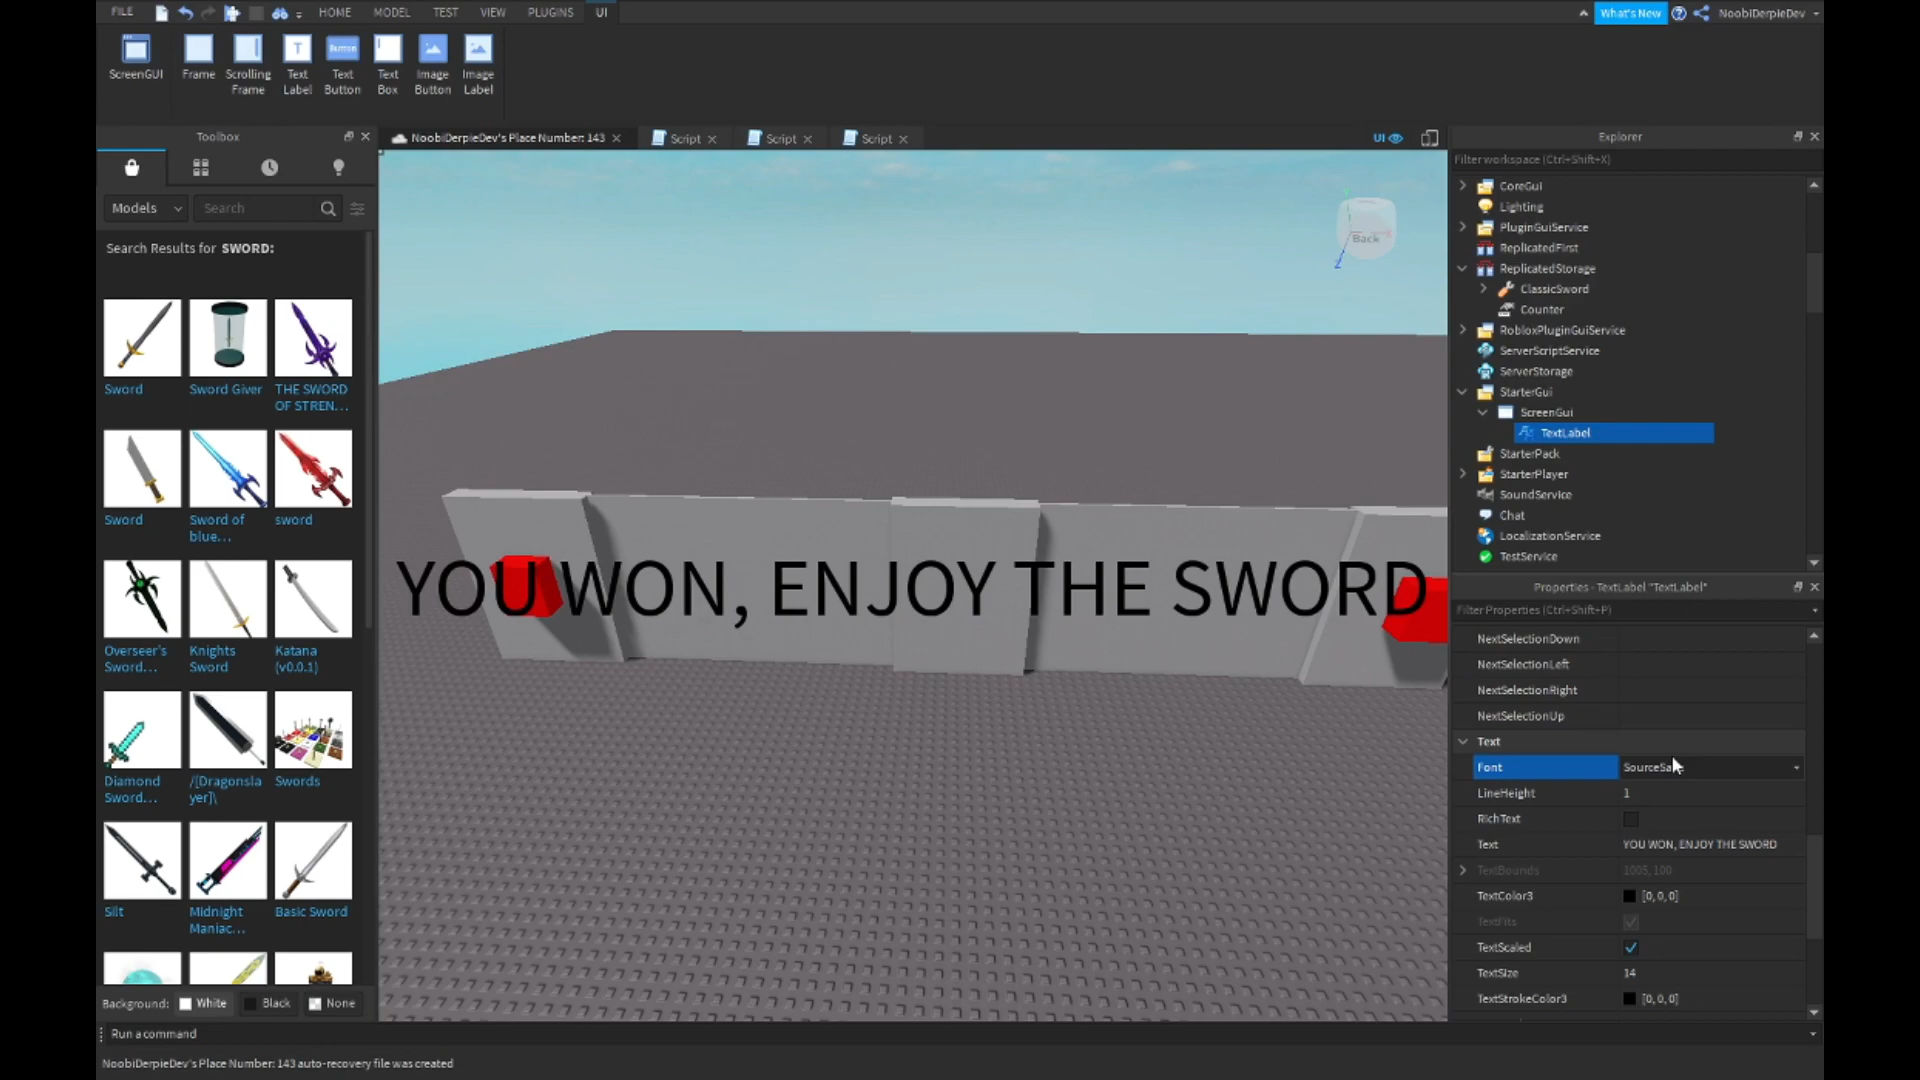 FILE HOME MODEL TEST VIEW PLUGINS UI What's New NoobiDerpieDev
ScreenGUI Frame Scrolling Frame Text Label Text Button Text Box Image Button Image Label
Button
Toolbox
NoobiDerpieDev's Place Number: 143 Script Script Script UI
Explorer
Models Search
Search Results for SWORD:
Sword Sword Giver THE SWORD OF STREN...
Sword Sword of blue... sword
Overseer's Sword... Knights Sword Katana (v0.0.1)
Diamond Sword... /[Dragonslayer]\ Swords
Silt Midnight Maniac... Basic Sword
Background: White Black None
Back
Z
YOU WON, ENJOY THE SWORD
Filter workspace (Ctrl+Shift+X)
CoreGui
Lighting
PluginGuiService
ReplicatedFirst
ReplicatedStorage
ClassicSword
Counter
RobloxPluginGuiService
ServerScriptService
ServerStorage
StarterGui
ScreenGui
TextLabel
StarterPack
StarterPlayer
SoundService
Chat
LocalizationService
TestService
Properties - TextLabel "TextLabel"
Filter Properties (Ctrl+Shift+P)
NextSelectionDown
NextSelectionLeft
NextSelectionRight
NextSelectionUp
Text
Font
LineHeight 1
RichText
Text YOU WON, ENJOY THE SWORD
TextBounds 1005, 100
TextColor3 [0, 0, 0]
TextFits
TextScaled
TextSize 14
TextStrokeColor3 [0, 0, 0]
Run a command
NoobiDerpieDev's Place Number: 143 auto-recovery file was created